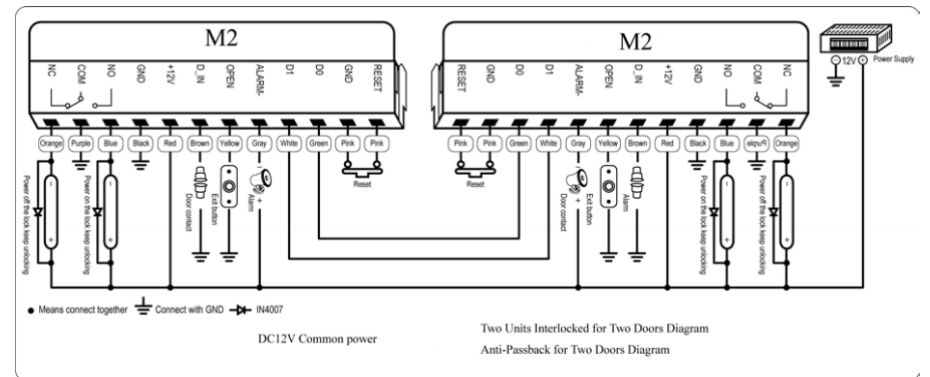 M2
M2
NC
COM
NO
GND
+12V
D_IN
OPEN
ALARM-
D1
D0
GND
RESET
RESET
GND
D0
D1
ALARM-
OPEN
D_IN
+12V
GND
NO
COM
NC
12V
Power Supply
Orange
Purple
Blue
Black
Red
Brown
Yellow
Gray
White
Green
Pink
Pink
Pink
Pink
Green
White
Gray
Yellow
Brown
Red
Black
Blue
Purple
Orange
Power off the lock keep unlocking
Power on the lock keep unlocking
Door contact
Exit button
Alarm
Reset
Reset
Door contact
Exit button
Alarm
Power on the lock keep unlocking
Power off the lock keep unlocking
Means connect together
Connect with GND
IN4007
DC12V Common power
Two Units Interlocked for Two Doors Diagram
Anti-Passback for Two Doors Diagram